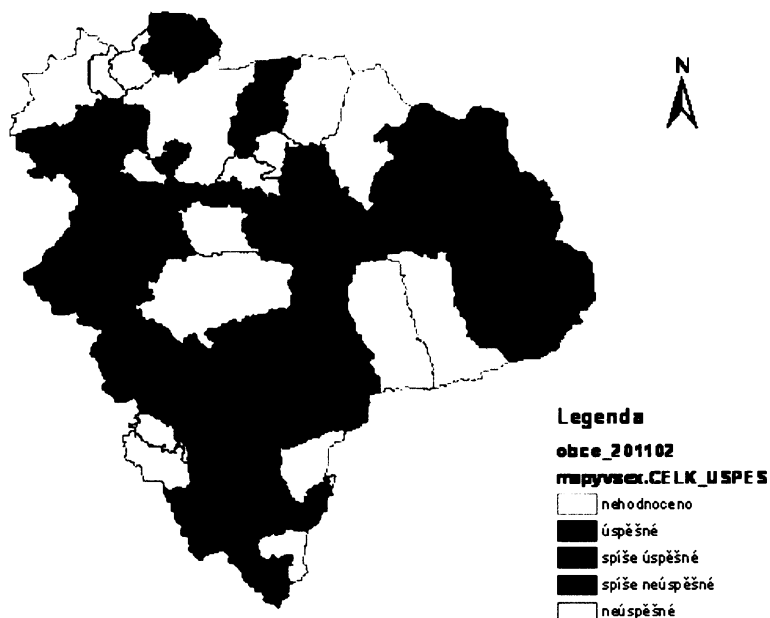 N
Legenda
obce_201102
mapyvsex.CELK_USPES
nehodnoceno
úspěšné
spíše úspěšné
spíše neúspěšné
neúspěšné